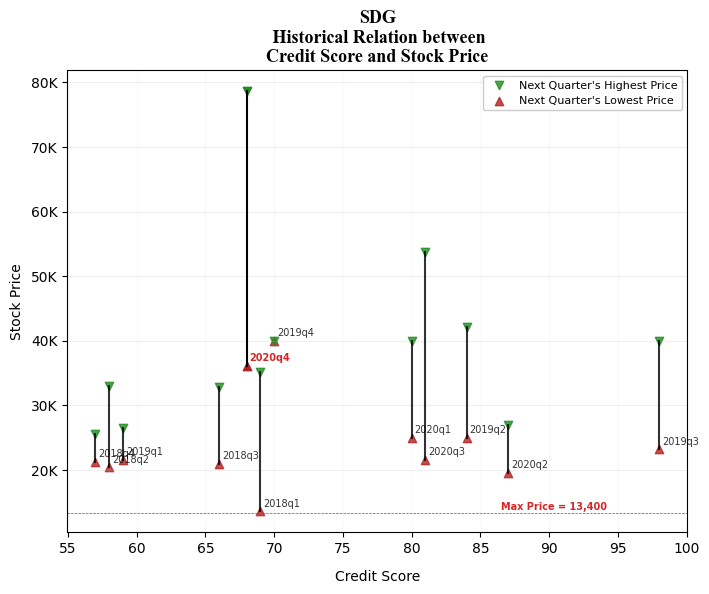 SDG
Historical Relation between
Credit Score and Stock Price
Next Quarter's Highest Price
Next Quarter's Lowest Price
80K
70K
60K
50K
40K
30K
20K
Stock Price
2019q4
2020q4
2020q1
2019q2
2018q4
2019q1
2018q2
2018q3
2020q3
2019q3
2020q2
2018q1
Max Price = 13,400
55 60 65 70 75 80 85 90 95 100
Credit Score